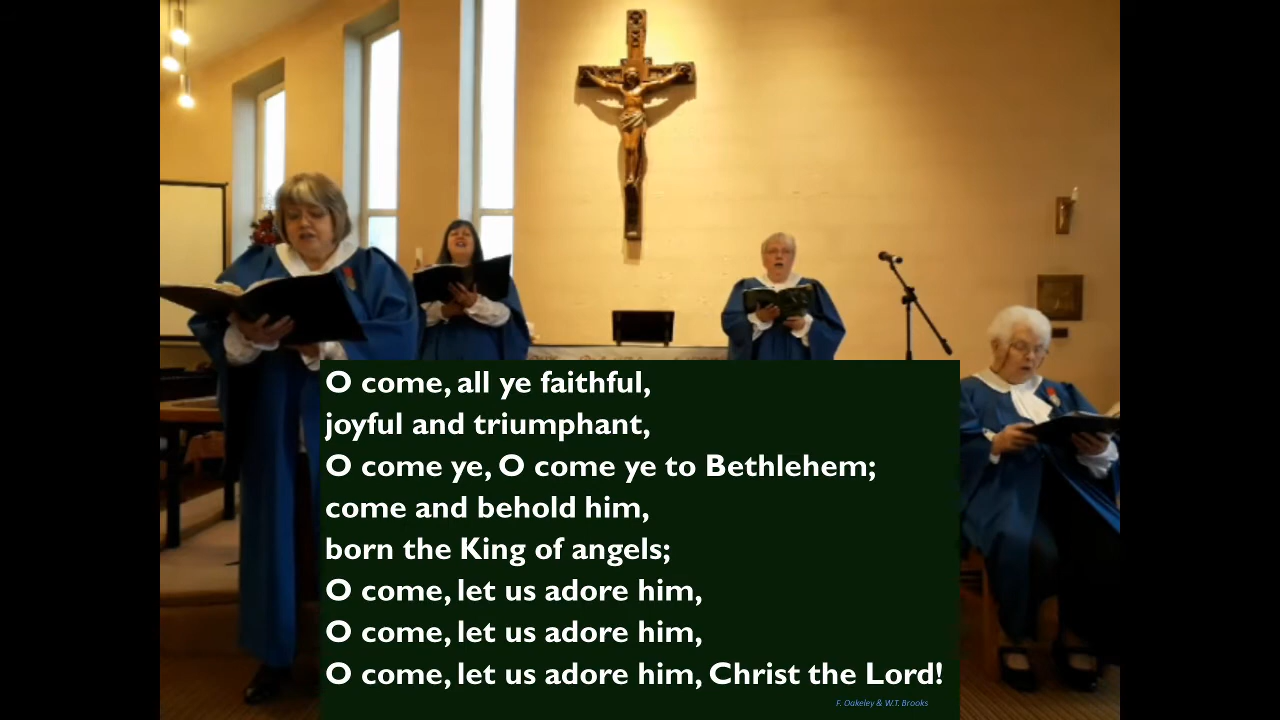 O come, all ye faithful,
joyful and triumphant,
O come ye, O come ye to Bethlehem;
come and behold him,
born the King of angels;
O come, let us adore him,
O come, let us adore him,
O come, let us adore him, Christ the Lord!
F. Oakeley & W.T. Brooks